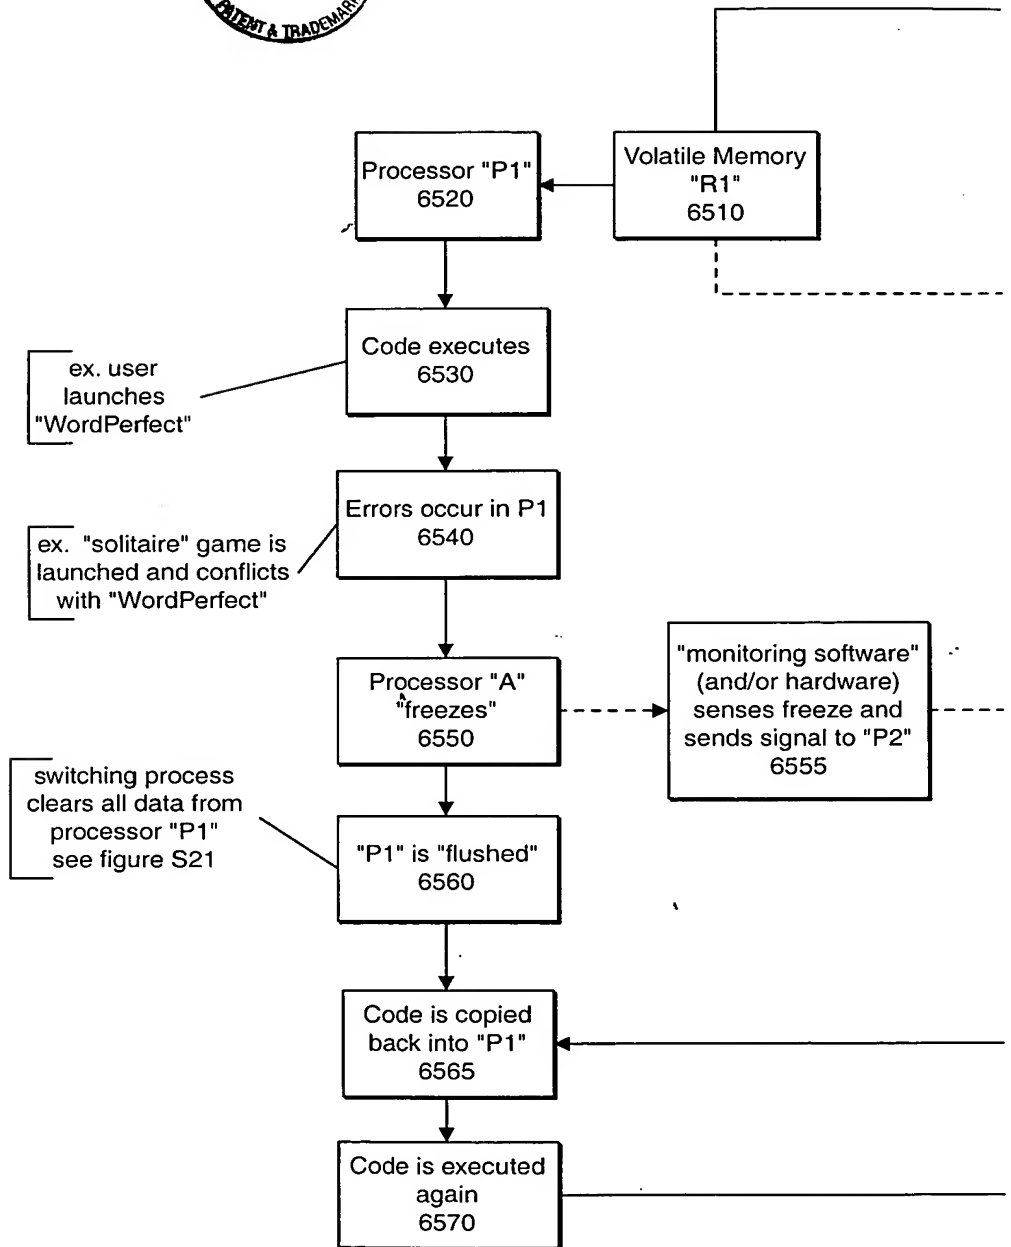 PATENT & TRADEMARK
Processor "P1"
6520
Volatile Memory
"R1"
6510
Code executes
6530
ex. user
launches
"WordPerfect"
Errors occur in P1
6540
ex. "solitaire" game is
launched and conflicts
with "WordPerfect"
Processor "A"
"freezes"
6550
"monitoring software"
(and/or hardware)
senses freeze and
sends signal to "P2"
6555
switching process
clears all data from
processor "P1"
see figure S21
"P1" is "flushed"
6560
Code is copied
back into "P1"
6565
Code is executed
again
6570